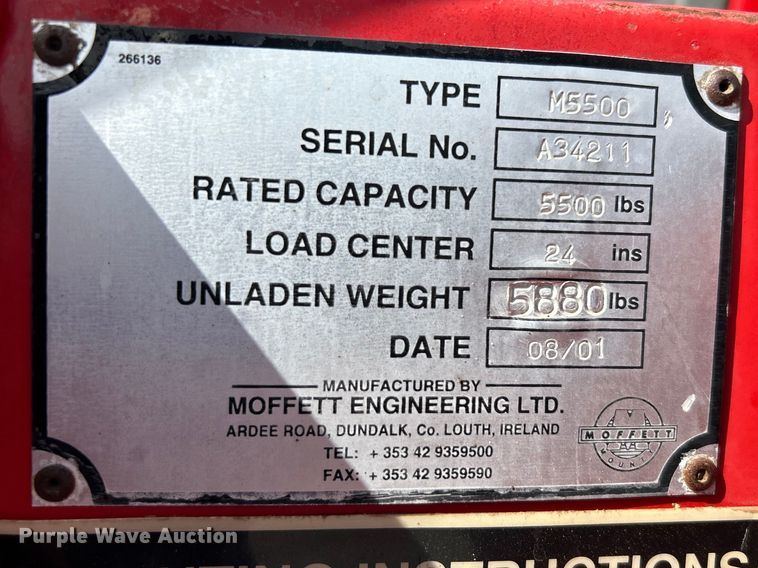 266136
TYPE M5500
SERIAL No. A34211
RATED CAPACITY 5500 lbs
LOAD CENTER 24 ins
UNLADEN WEIGHT 5880 lbs
DATE 08/01
MANUFACTURED BY
MOFFETT ENGINEERING LTD.
ARDEE ROAD, DUNDALK, Co. LOUTH, IRELAND
TEL: + 353 42 9359500
FAX: + 353 42 9359590
MOFFETT
MOUNTY
Purple Wave Auction
INSTRUCTIONS